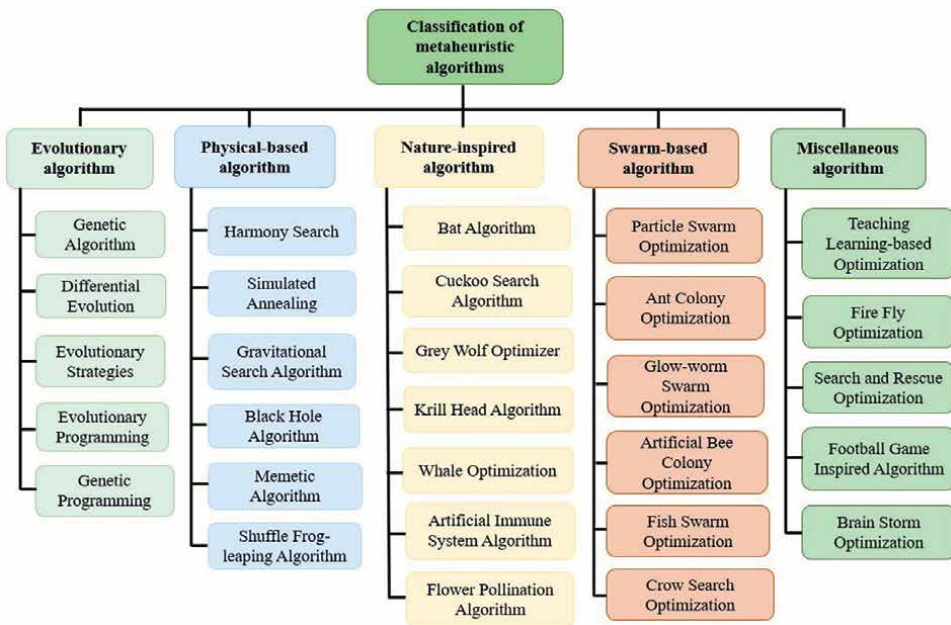 Classification of
metaheuristic
algorithms
Evolutionary
algorithm
Genetic
Algorithm
Differential
Evolution
Evolutionary
Strategies
Evolutionary
Programming
Genetic
Programming
Physical-based
algorithm
Harmony Search
Simulated
Annealing
Gravitational
Search Algorithm
Black Hole
Algorithm
Memetic
Algorithm
Shuffle Frog-
leaping Algorithm
Nature-inspired
algorithm
Bat Algorithm
Cuckoo Search
Algorithm
Grey Wolf Optimizer
Krill Head Algorithm
Whale Optimization
Artificial Immune
System Algorithm
Flower Pollination
Algorithm
Swarm-based
algorithm
Particle Swarm
Optimization
Ant Colony
Optimization
Glow-worm
Swarm
Optimization
Artificial Bee
Colony
Optimization
Fish Swarm
Optimization
Crow Search
Optimization
Miscellaneous
algorithm
Teaching
Learning-based
Optimization
Fire Fly
Optimization
Search and Rescue
Optimization
Football Game
Inspired Algorithm
Brain Storm
Optimization